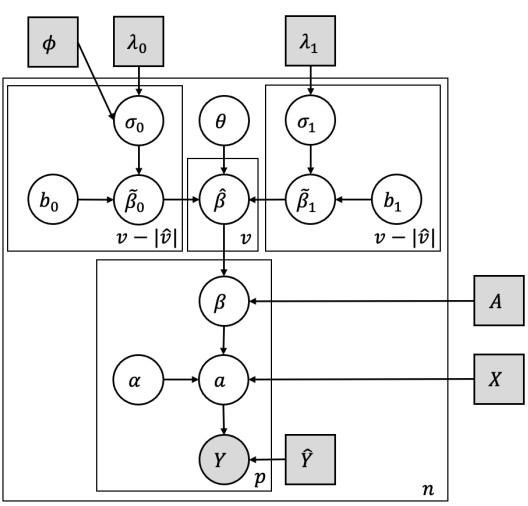 ϕ λ₀ λ₁
σ₀ θ σ₁
b₀ β̃₀ β̂ β̃₁ b₁
v − |v̂| v v − |v̂|
β A
α a X
Y Ŷ
p
n